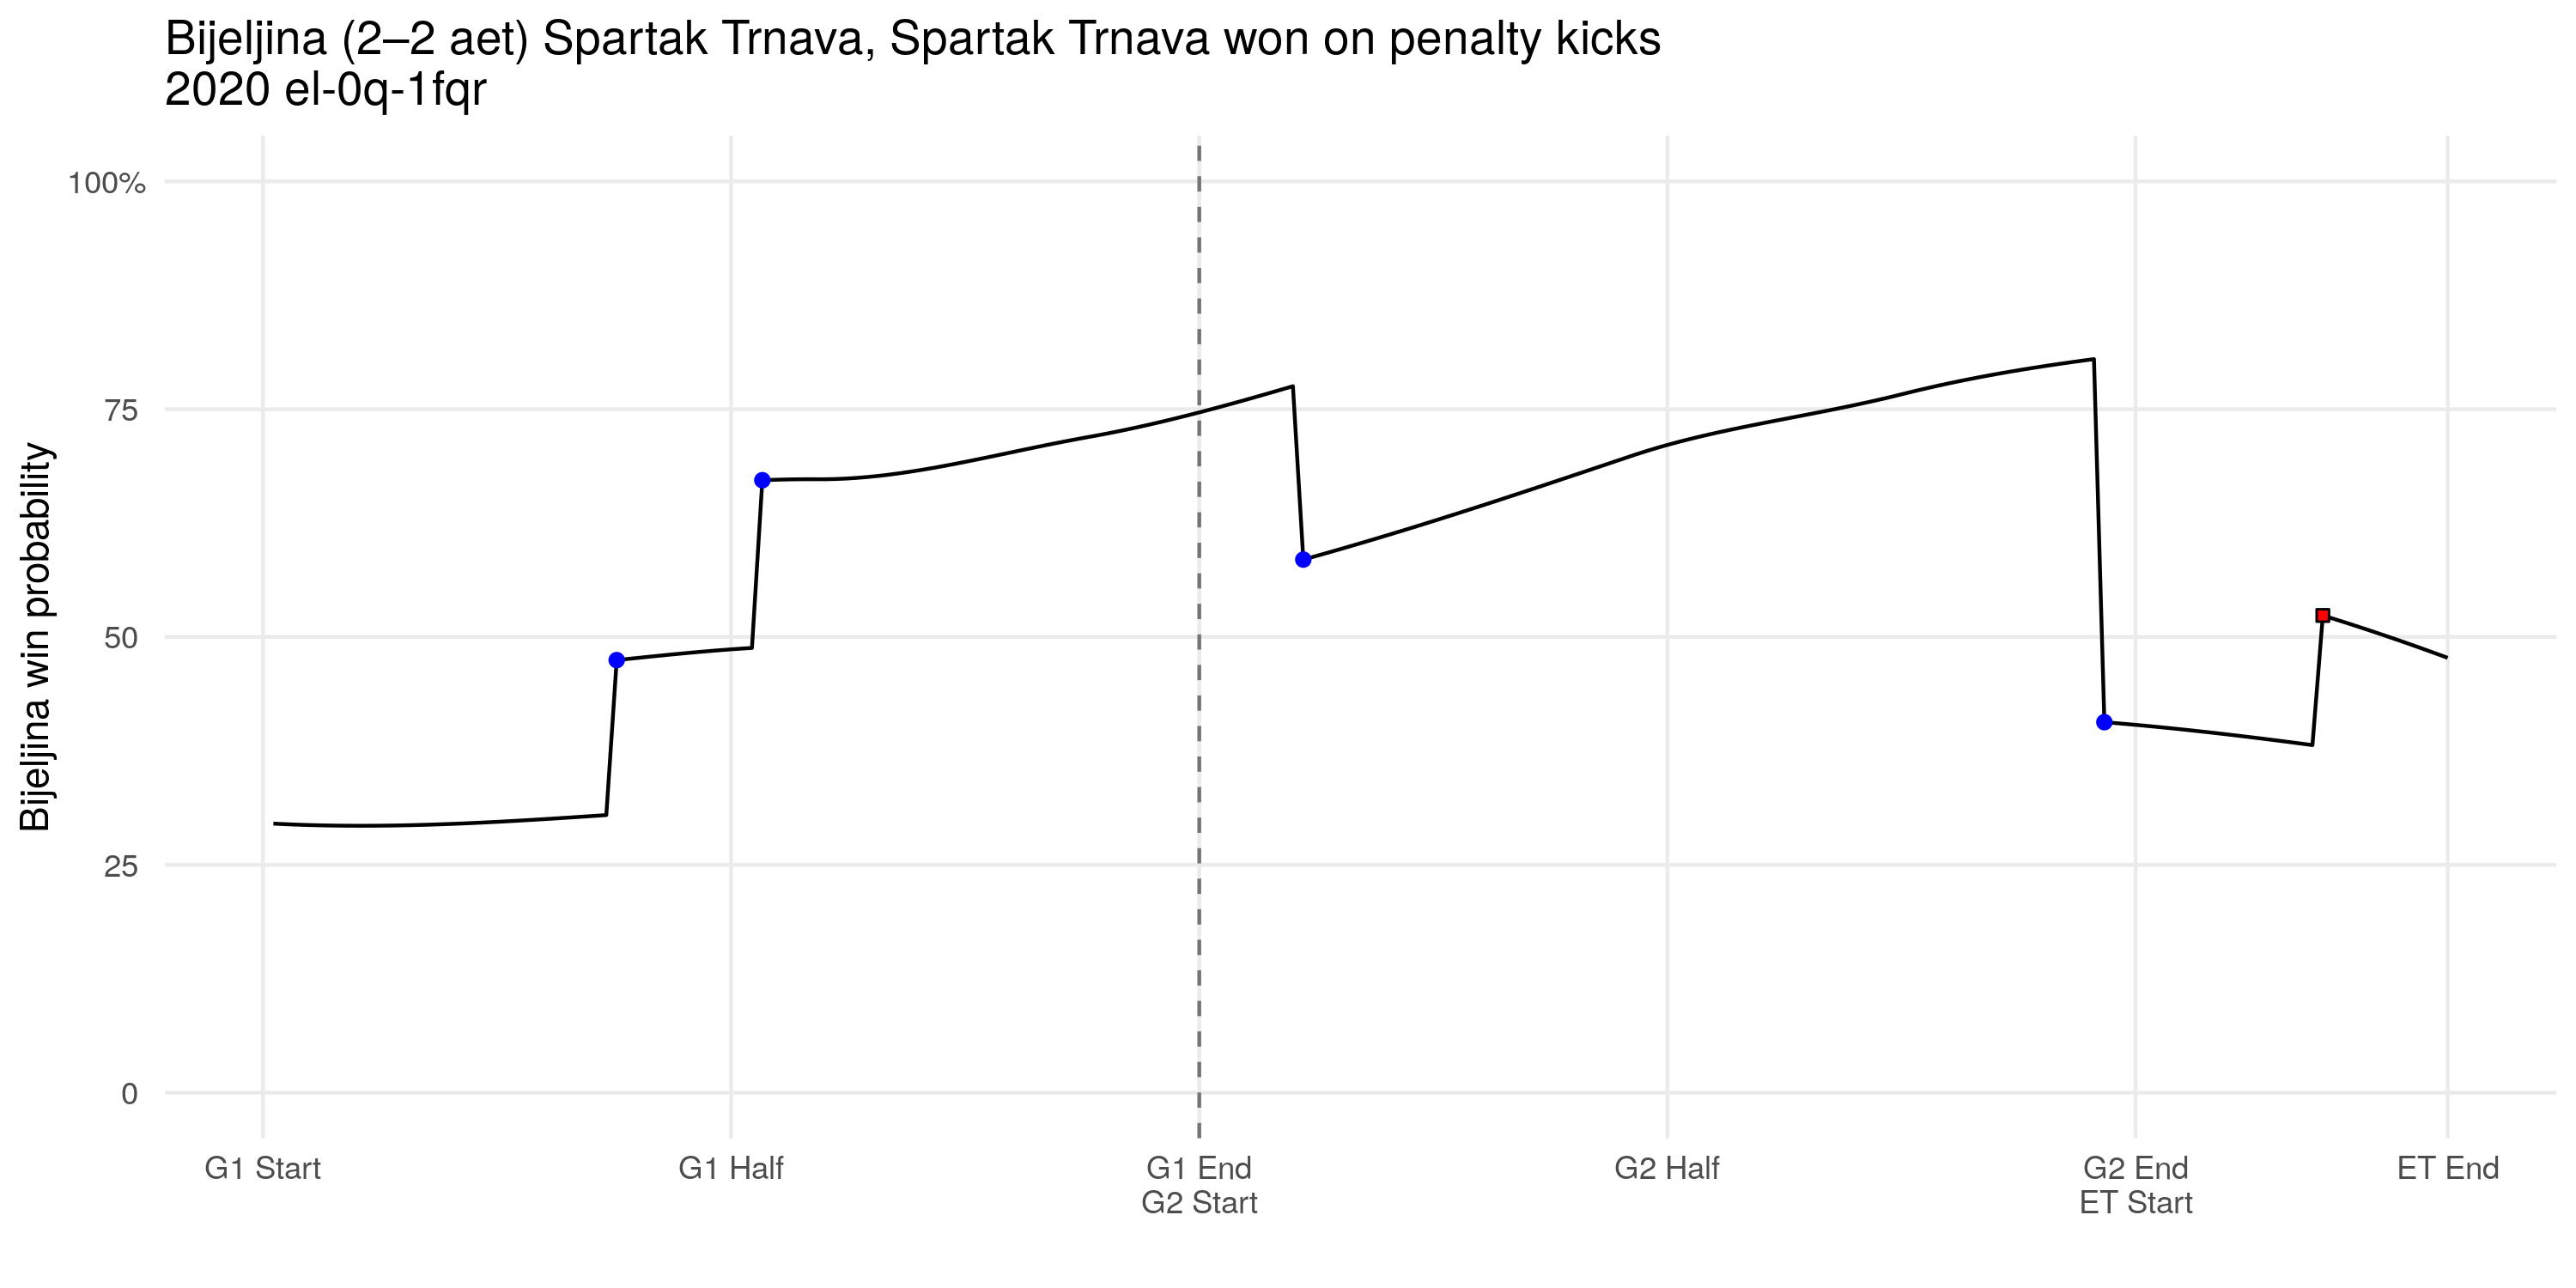 Bijeljina (2–2 aet) Spartak Trnava, Spartak Trnava won on penalty kicks
2020 el-0q-1fqr
Bijeljina win probability
100%
75
50
25
0
G1 Start
G1 Half
G1 End
G2 Start
G2 Half
G2 End
ET Start
ET End